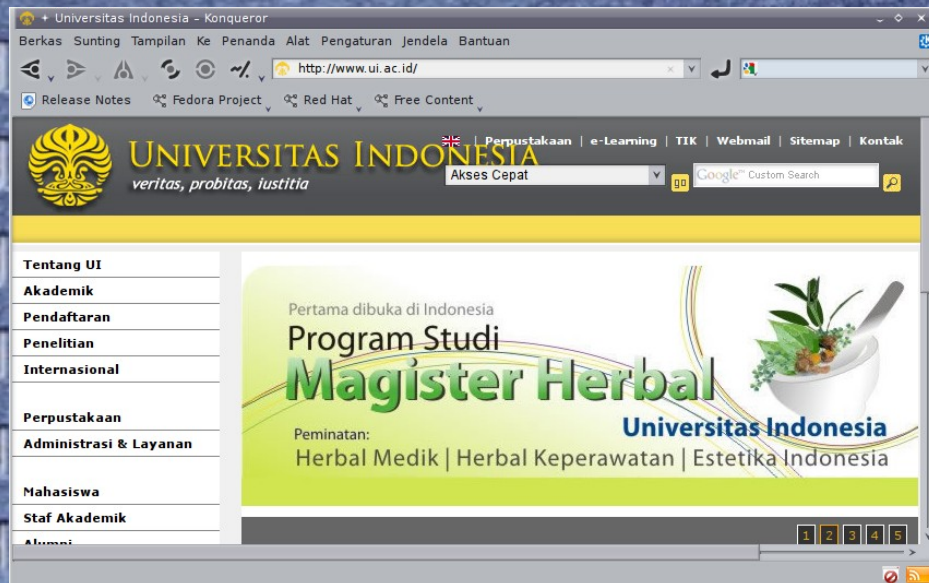 + Universitas Indonesia - Konqueror
Berkas Sunting Tampilan Ke Penanda Alat Pengaturan Jendela Bantuan
http://www.ui.ac.id/
Release Notes Fedora Project Red Hat Free Content
Perpustakaan | e-Learning | TIK | Webmail | Sitemap | Kontak
UNIVERSITAS INDONESIA
veritas, probitas, iustitia
Akses Cepat
go
Google™ Custom Search
Tentang UI
Akademik
Pendaftaran
Penelitian
Internasional
Perpustakaan
Administrasi & Layanan
Mahasiswa
Staf Akademik
Alumni
Pertama dibuka di Indonesia
Program Studi
Magister Herbal
Universitas Indonesia
Peminatan:
Herbal Medik | Herbal Keperawatan | Estetika Indonesia
1 2 3 4 5